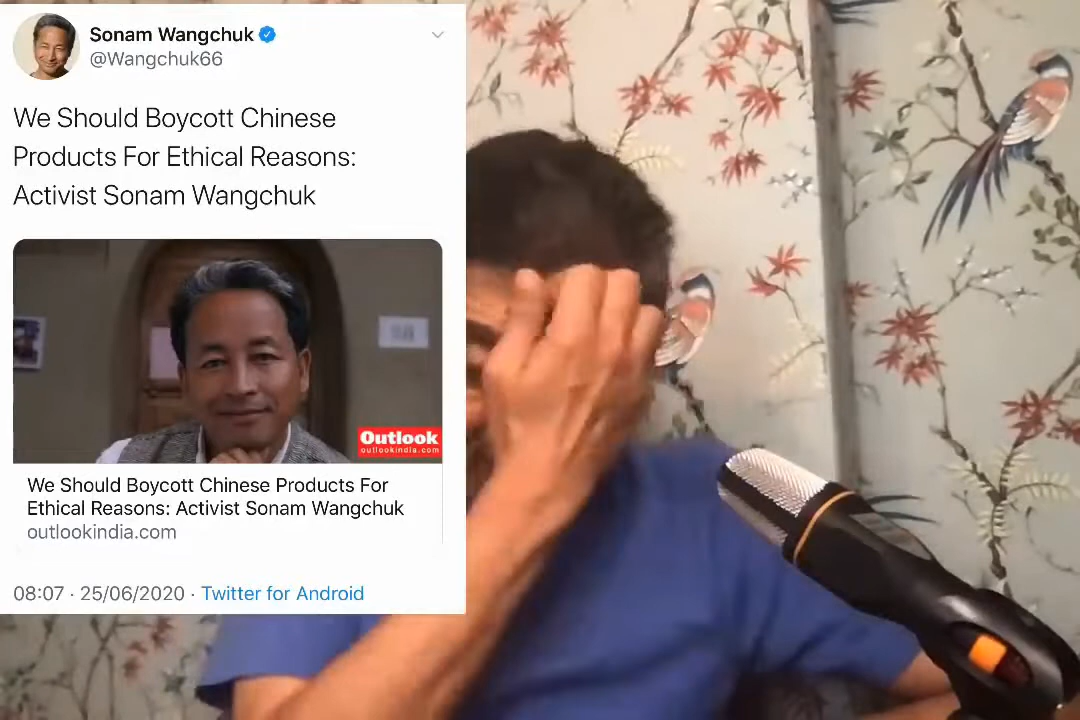 Sonam Wangchuk
@Wangchuk66
We Should Boycott Chinese
Products For Ethical Reasons:
Activist Sonam Wangchuk
Outlook
outlookindia.com
We Should Boycott Chinese Products For
Ethical Reasons: Activist Sonam Wangchuk
outlookindia.com
08:07 · 25/06/2020 · Twitter for Android